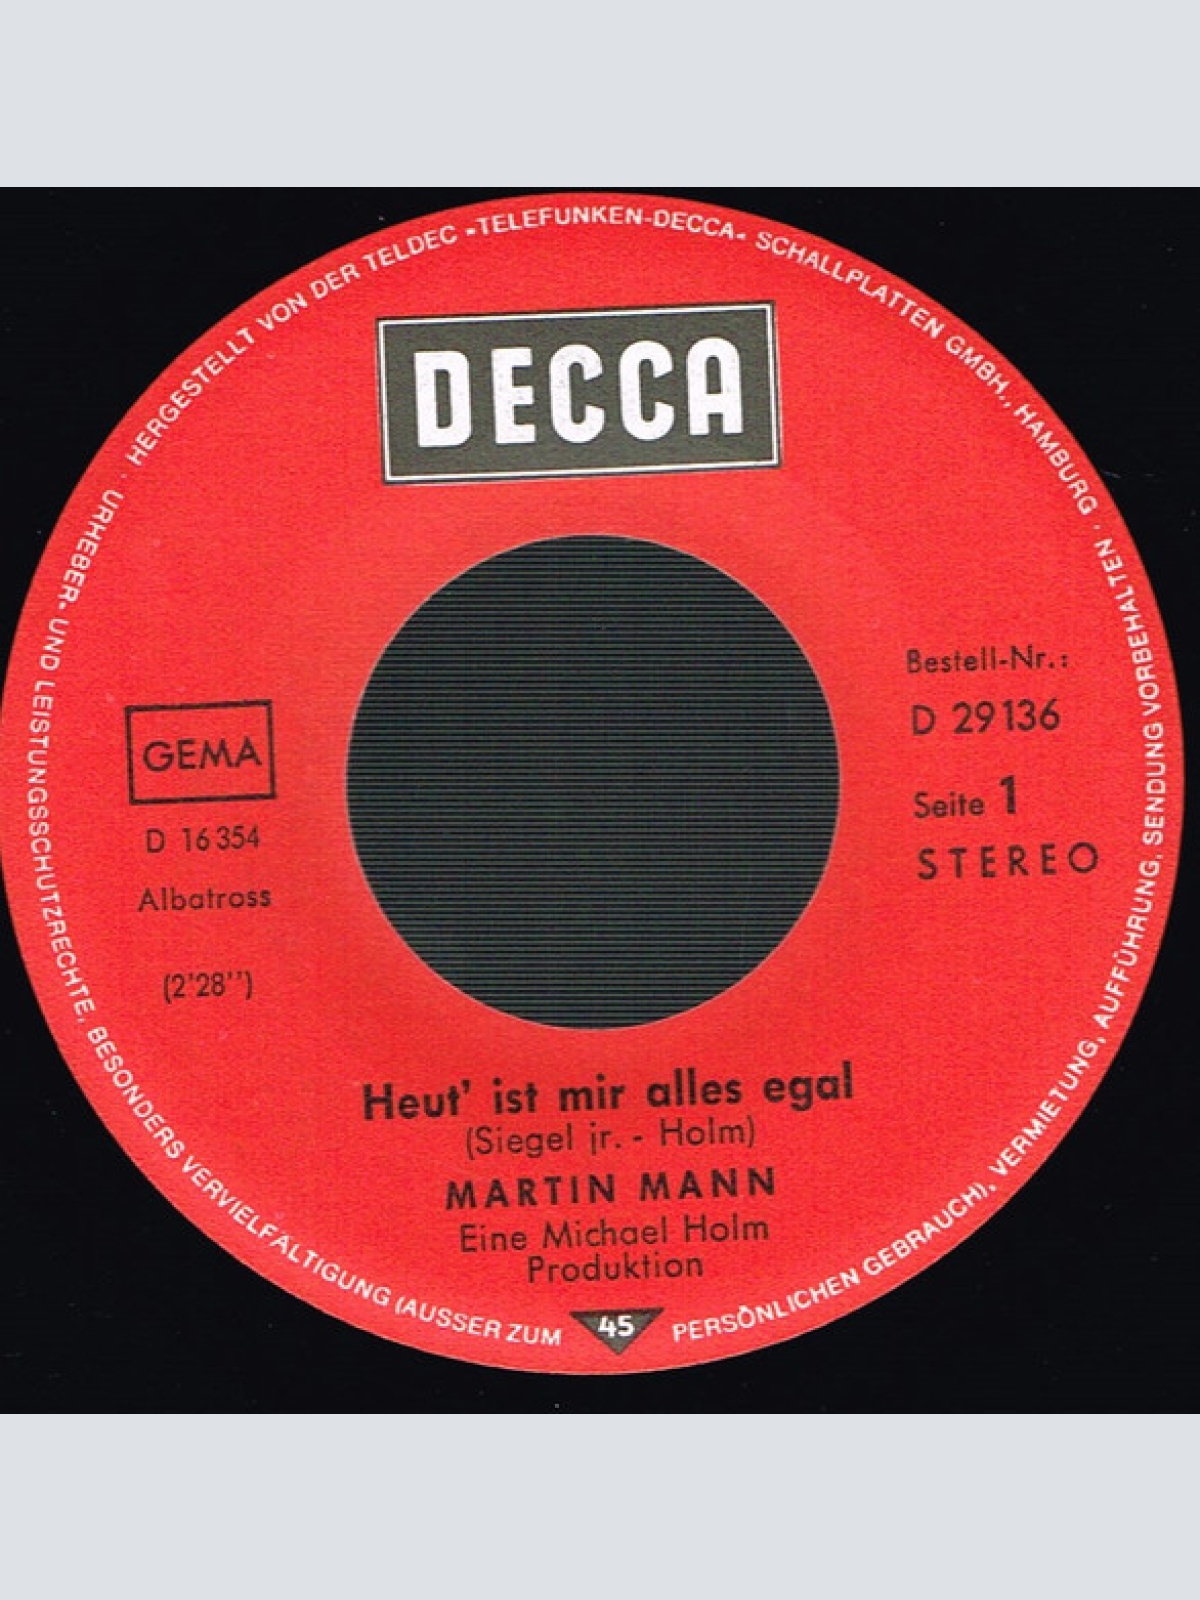 HERGESTELLT VON DER TELDEC »TELEFUNKEN-DECCA« SCHALLPLATTEN GMBH., HAMBURG ·
URHEBER- UND LEISTUNGSSCHUTZRECHTE, BESONDERS VERVIELFÄLTIGUNG (AUSSER ZUM PERSÖNLICHEN GEBRAUCH), VERMIETUNG, AUFFÜHRUNG, SENDUNG VORBEHALTEN ·
DECCA
Bestell-Nr.:
D 29136
Seite 1
STEREO
GEMA
D 16354
Albatross
(2'28'')
Heut' ist mir alles egal
(Siegel jr. - Holm)
MARTIN MANN
Eine Michael Holm
Produktion
45